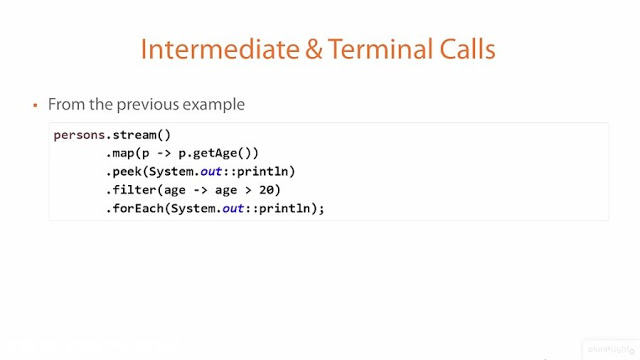 Intermediate & Terminal Calls
▪ From the previous example
persons.stream()
.map(p -> p.getAge())
.peek(System.out::println)
.filter(age -> age > 20)
.forEach(System.out::println);
pluralsight